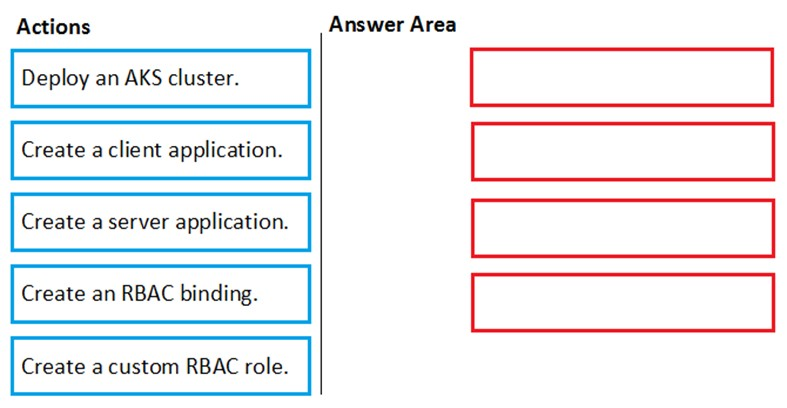 Actions
Answer Area
Deploy an AKS cluster.
Create a client application.
Create a server application.
Create an RBAC binding.
Create a custom RBAC role.